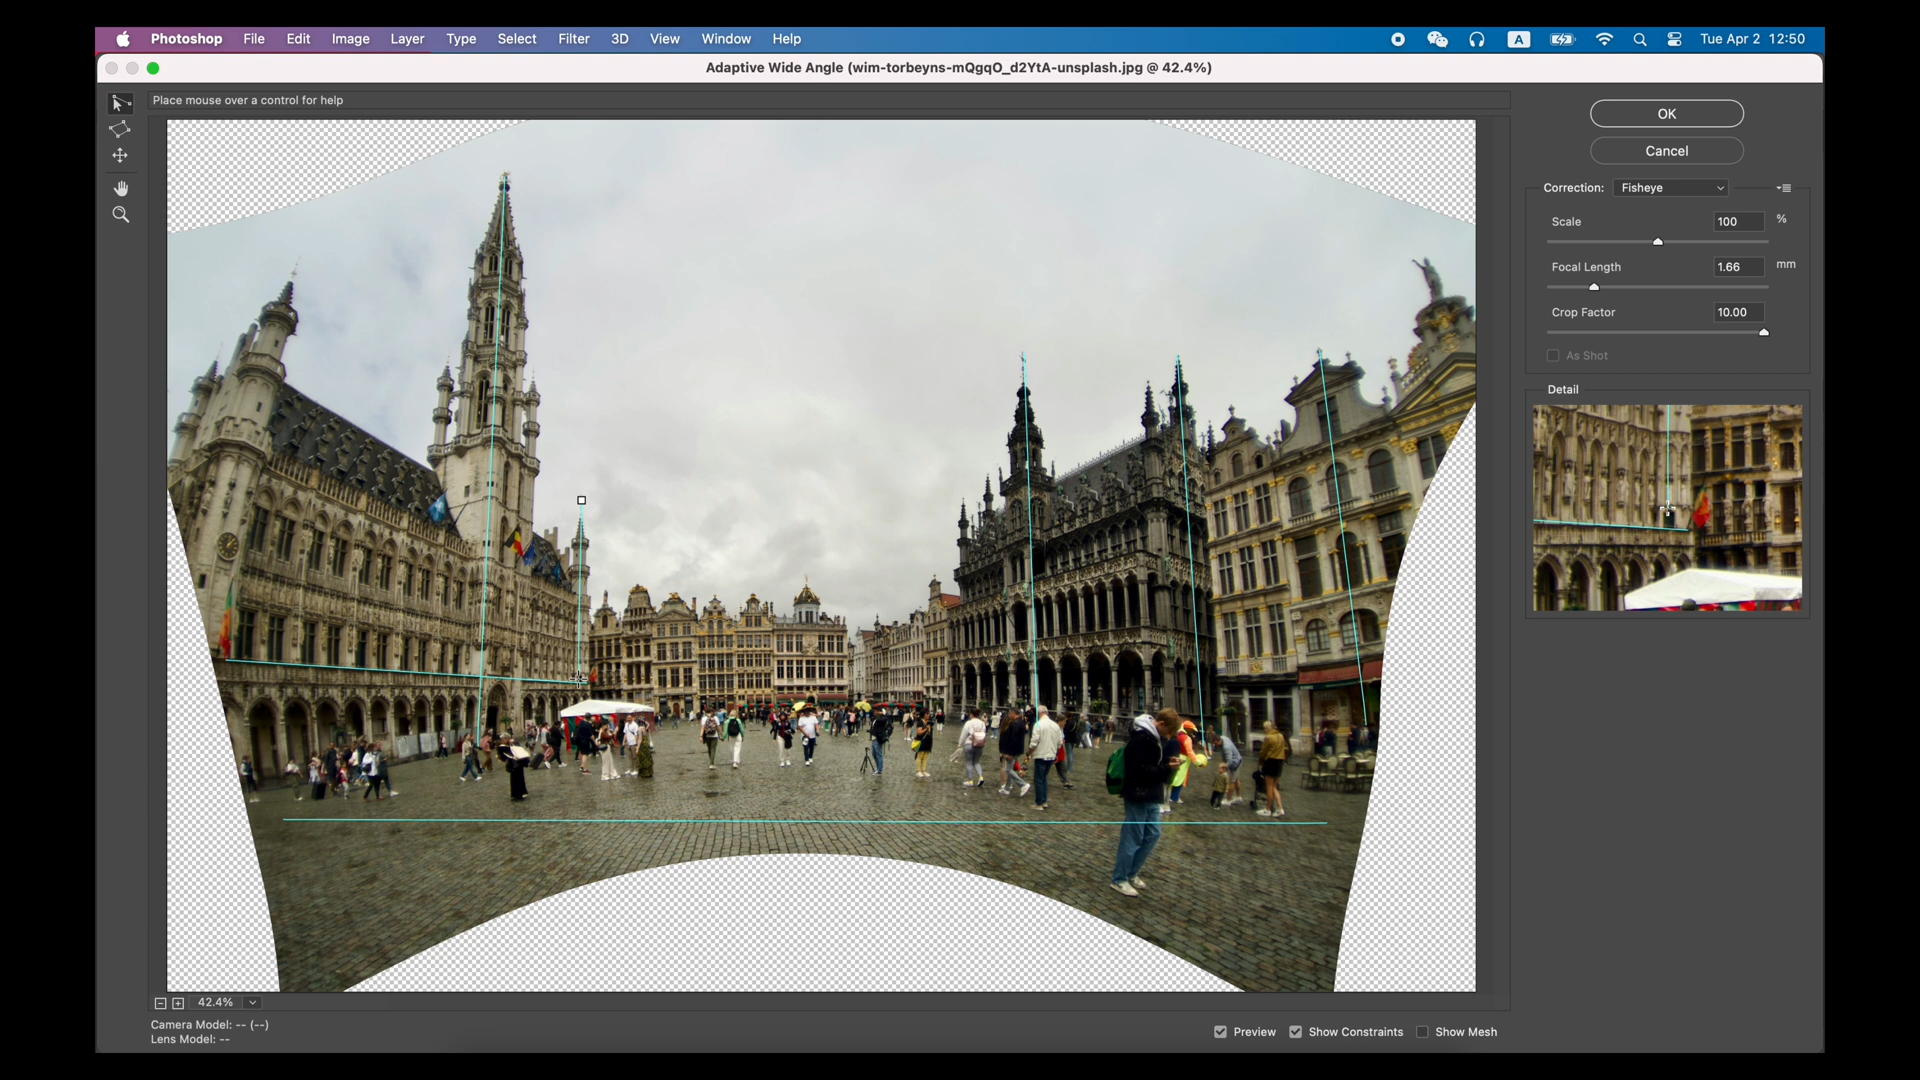 Photoshop File Edit Image Layer Type Select Filter 3D View Window Help A Tue Apr 2 12:50
Adaptive Wide Angle (wim-torbeyns-mQgqO_d2YtA-unsplash.jpg @ 42.4%)
Place mouse over a control for help
OK
Cancel
Correction: Fisheye
Scale 100 %
Focal Length 1.66 mm
Crop Factor 10.00
As Shot
Detail
42.4%
Camera Model: -- (--)
Lens Model: --
Preview Show Constraints Show Mesh